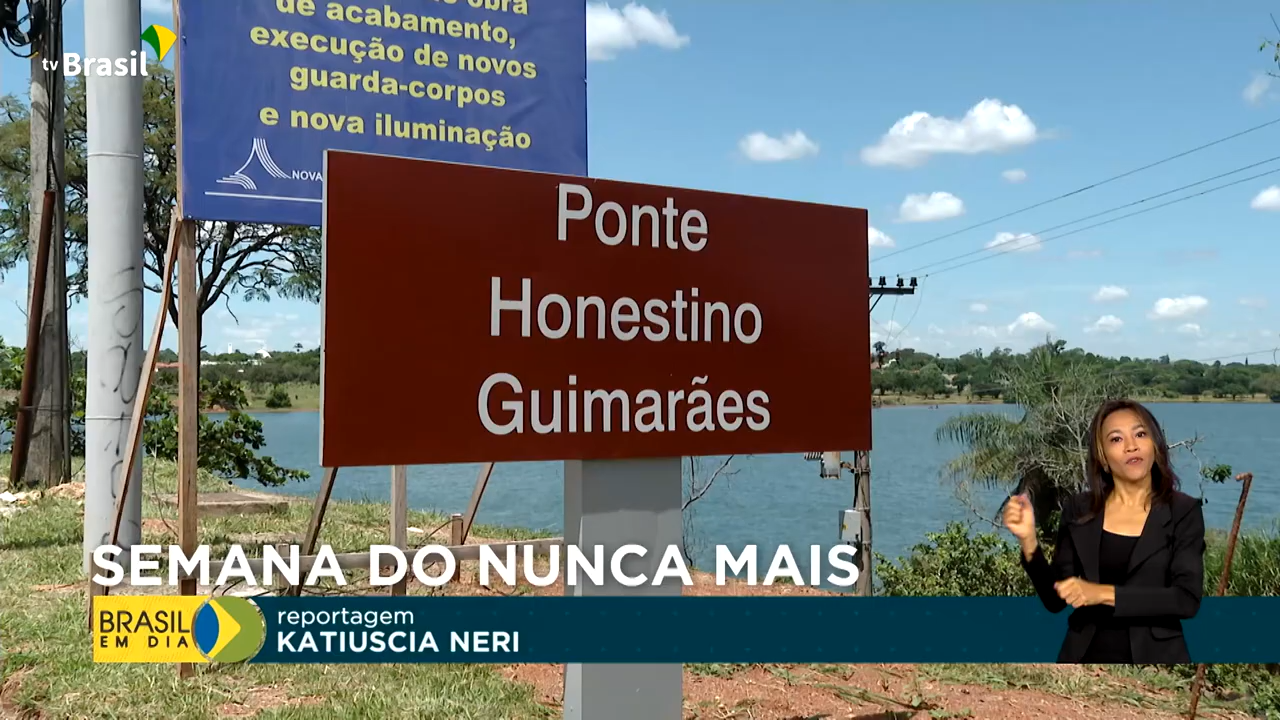 obra
de acabamento,
execução de novos
guarda-corpos
e nova iluminação
NOVA
tv Brasil
Ponte
Honestino
Guimarães
SEMANA DO NUNCA MAIS
BRASIL
EM DIA
reportagem
KATIUSCIA NERI